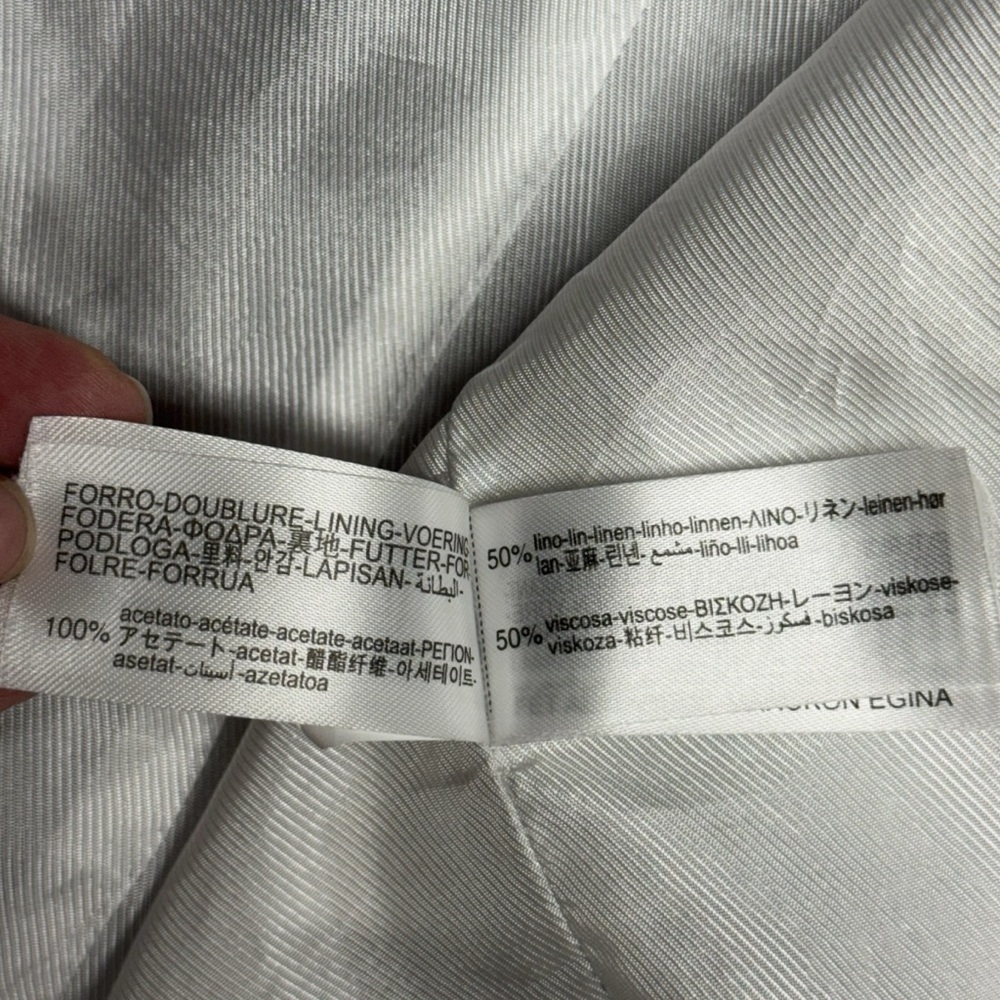 FORRO-DOUBLURE-LINING-VOERING
FODERA-ΦΟΔΡΑ-裏地-FUTTER-FOR-
PODLOGA-里料-안감-LAPISAN-البطانة-
FOLRE-FORRUA
100% acetato-acétate-acetate-acetaat-ΡΕΓΙΟΝ-
アセテート-acetat-醋酯纤维-아세테이트-
asetat-أسيتات-azetatoa
50% lino-lin-linen-linho-linnen-ΛΙΝΟ-リネン-leinen-hør
lan-亚麻-린넨-مشمع-liño-lli-lihoa
50% viscosa-viscose-ΒΙΣΚΟΖΗ-レーヨン-viskose-
viskoza-粘纤-비스코스-فسكوز-biskosa
EGINA